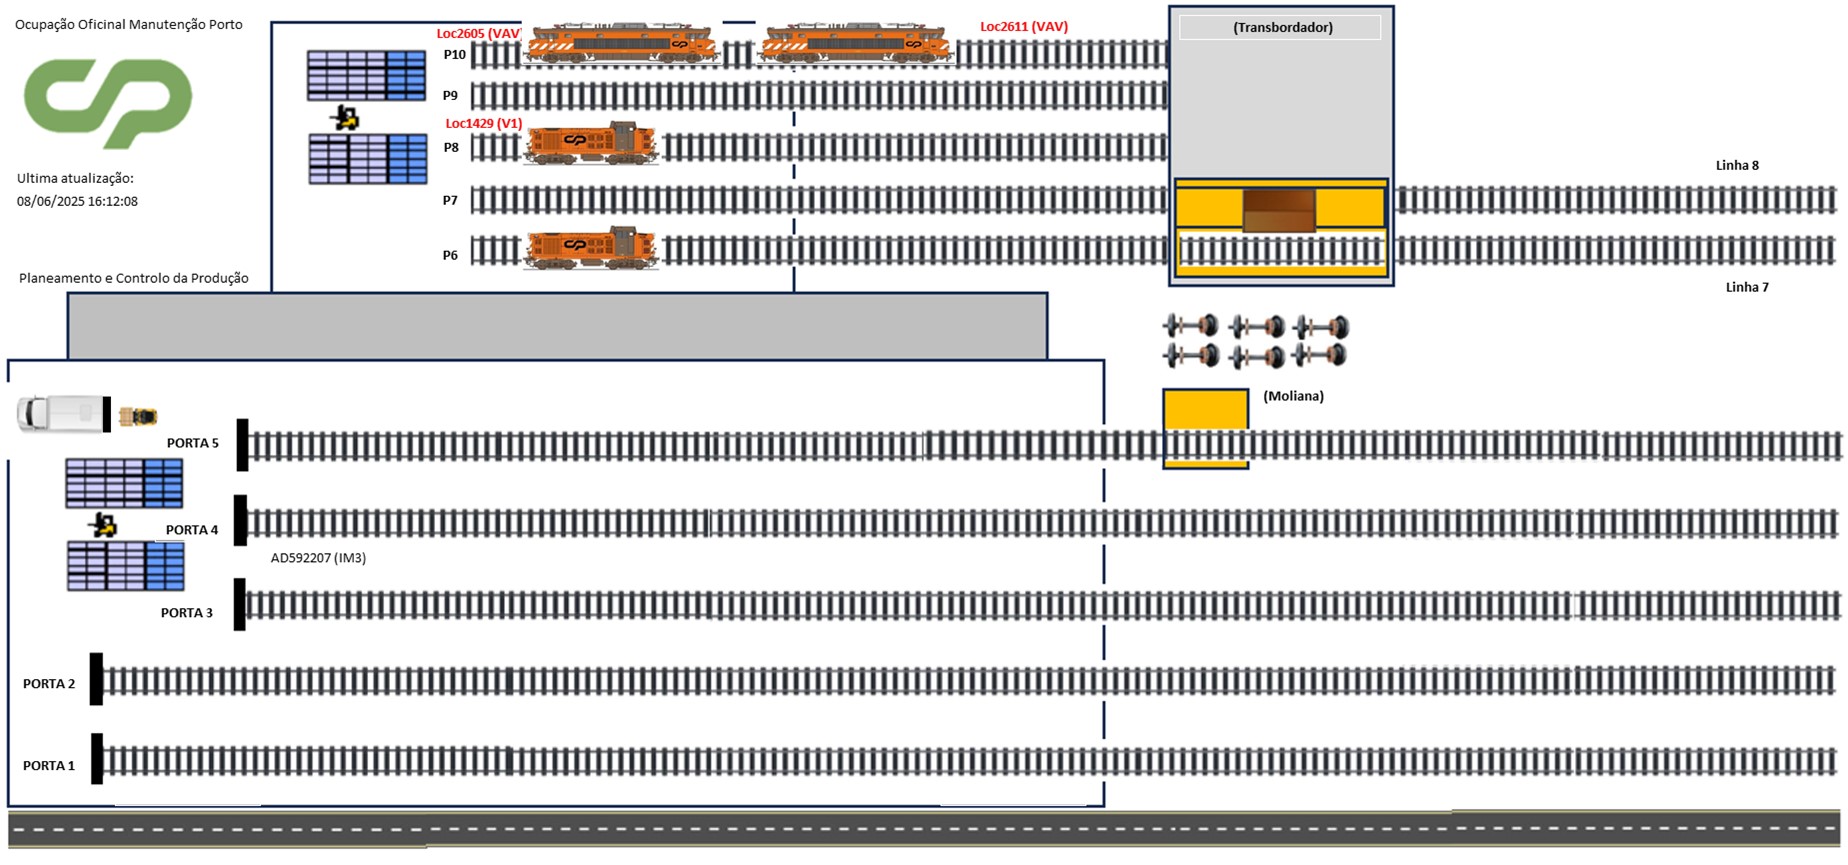 Ocupação Oficinal Manutenção Porto
cp
Ultima atualização:
08/06/2025 16:12:08
Planeamento e Controlo da Produção
Loc2605 (VAV)
Loc2611 (VAV)
(Transbordador)
P10
P9
Loc1429 (V1)
P8
P7
P6
Linha 8
Linha 7
(Moliana)
PORTA 5
PORTA 4
AD592207 (IM3)
PORTA 3
PORTA 2
PORTA 1